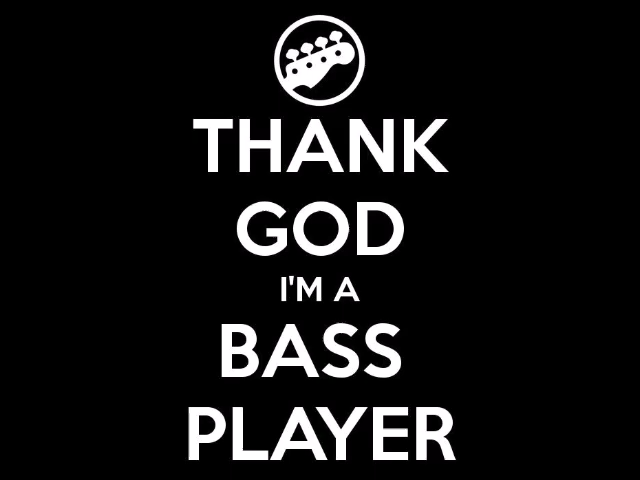 THANK
GOD
I'M A
BASS
PLAYER